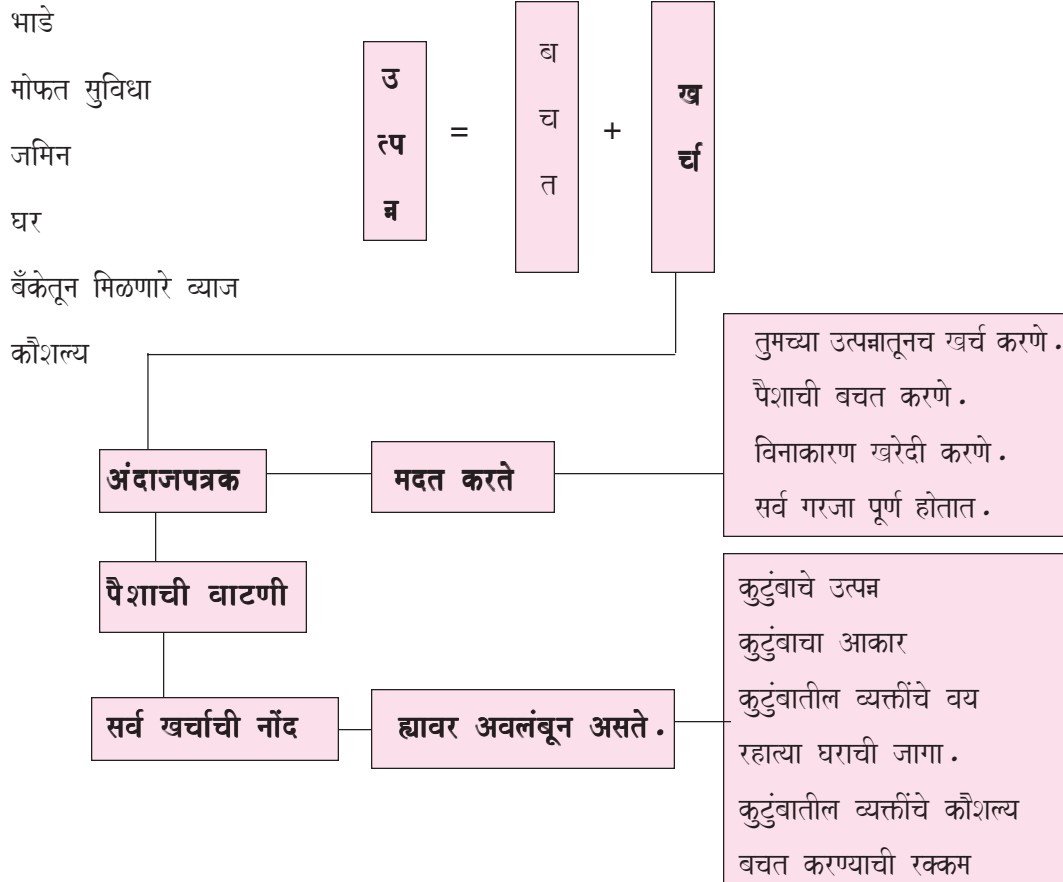 भाडे
मोफत सुविधा
जमिन
घर
बँकेतून मिळणारे व्याज
कौशल्य
उत्पन्न = बचत + खर्च
अंदाजपत्रक
मदत करते
तुमच्या उत्पन्नातूनच खर्च करणे.
पैशाची बचत करणे.
विनाकारण खरेदी करणे.
सर्व गरजा पूर्ण होतात.
पैशाची वाटणी
सर्व खर्चाची नोंद
ह्यावर अवलंबून असते.
कुटुंबाचे उत्पन्न
कुटुंबाचा आकार
कुटुंबातील व्यक्तींचे वय
रहात्या घराची जागा.
कुटुंबातील व्यक्तींचे कौशल्य
बचत करण्याची रक्कम